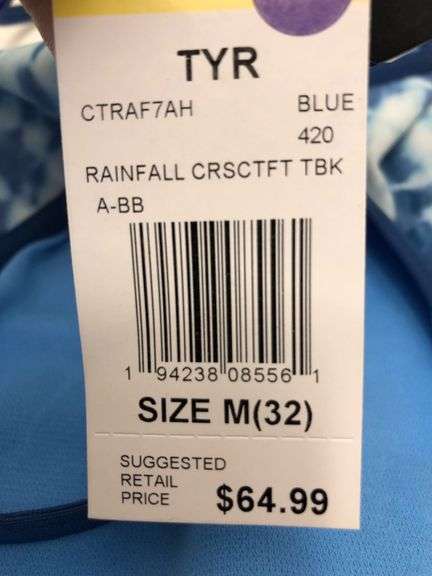 TYR
CTRAF7AH BLUE
420
RAINFALL CRSCTFT TBK
A-BB
1 94238 08556 1
SIZE M(32)
SUGGESTED
RETAIL
PRICE $64.99